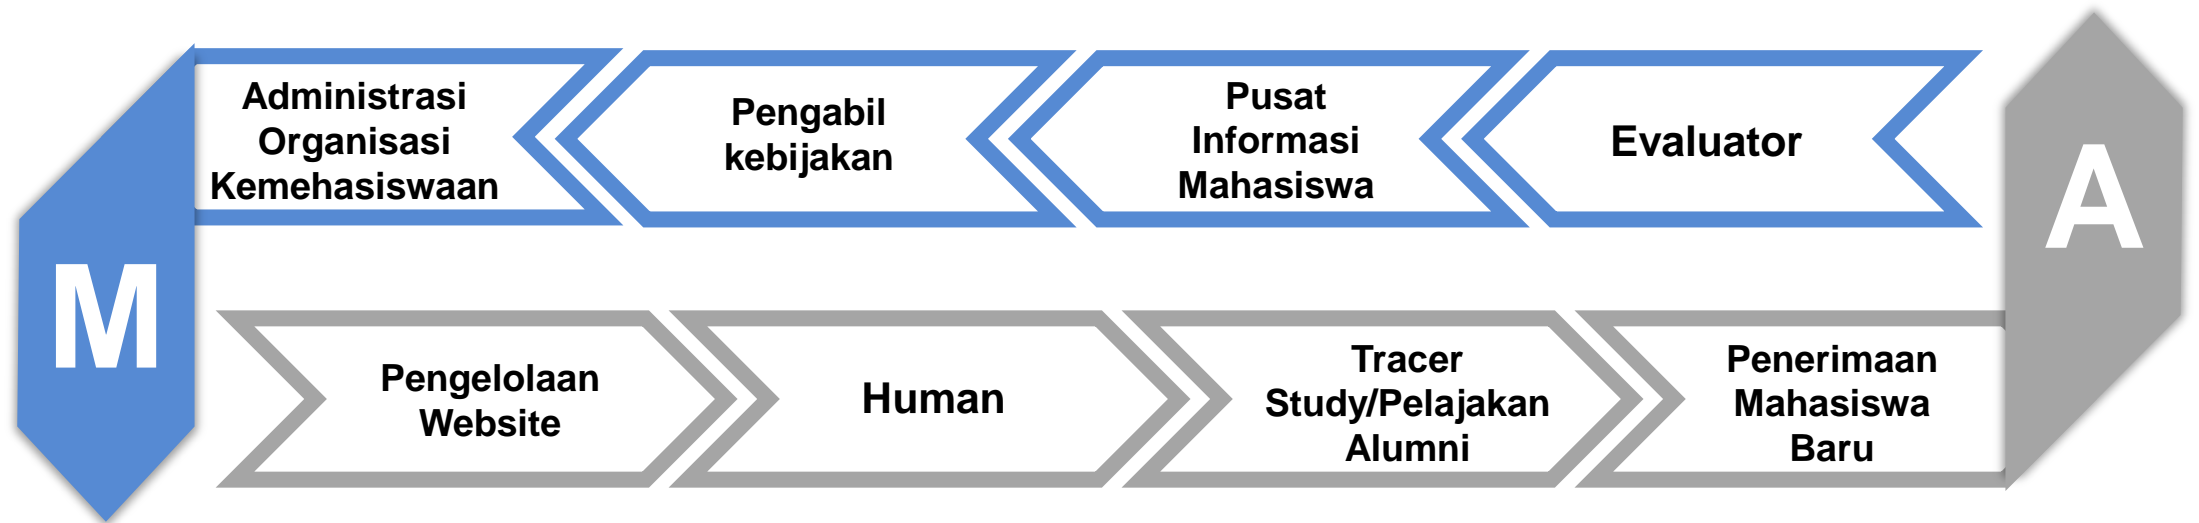 M
Administrasi
Organisasi
Kemehasiswaan
Pengabil
kebijakan
Pusat
Informasi
Mahasiswa
Evaluator
A
Pengelolaan
Website
Human
Tracer
Study/Pelajakan
Alumni
Penerimaan
Mahasiswa
Baru